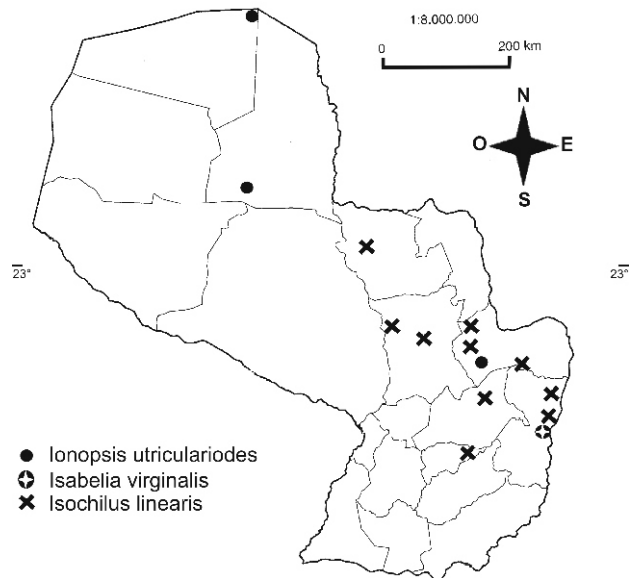 1:8.000.000
0 200 km
N
O E
S
23° 23°
Ionopsis utriculariodes
Isabelia virginalis
Isochilus linearis